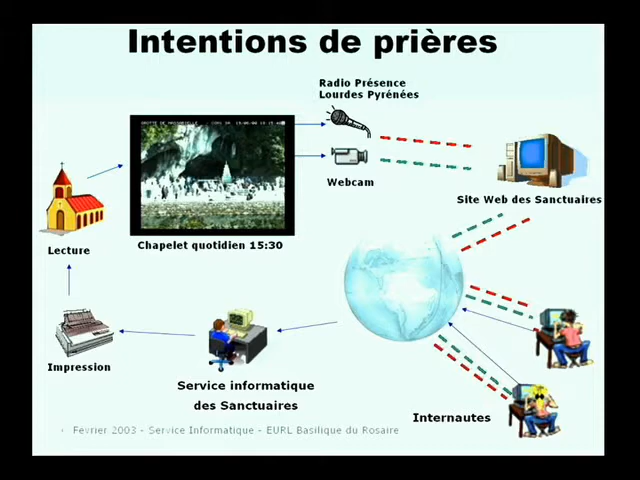 Intentions de prières
Radio Présence
Lourdes Pyrénées
Webcam
Site Web des Sanctuaires
Chapelet quotidien 15:30
Lecture
Impression
Service informatique
des Sanctuaires
Internautes
Février 2003 - Service Informatique - EURL Basilique du Rosaire